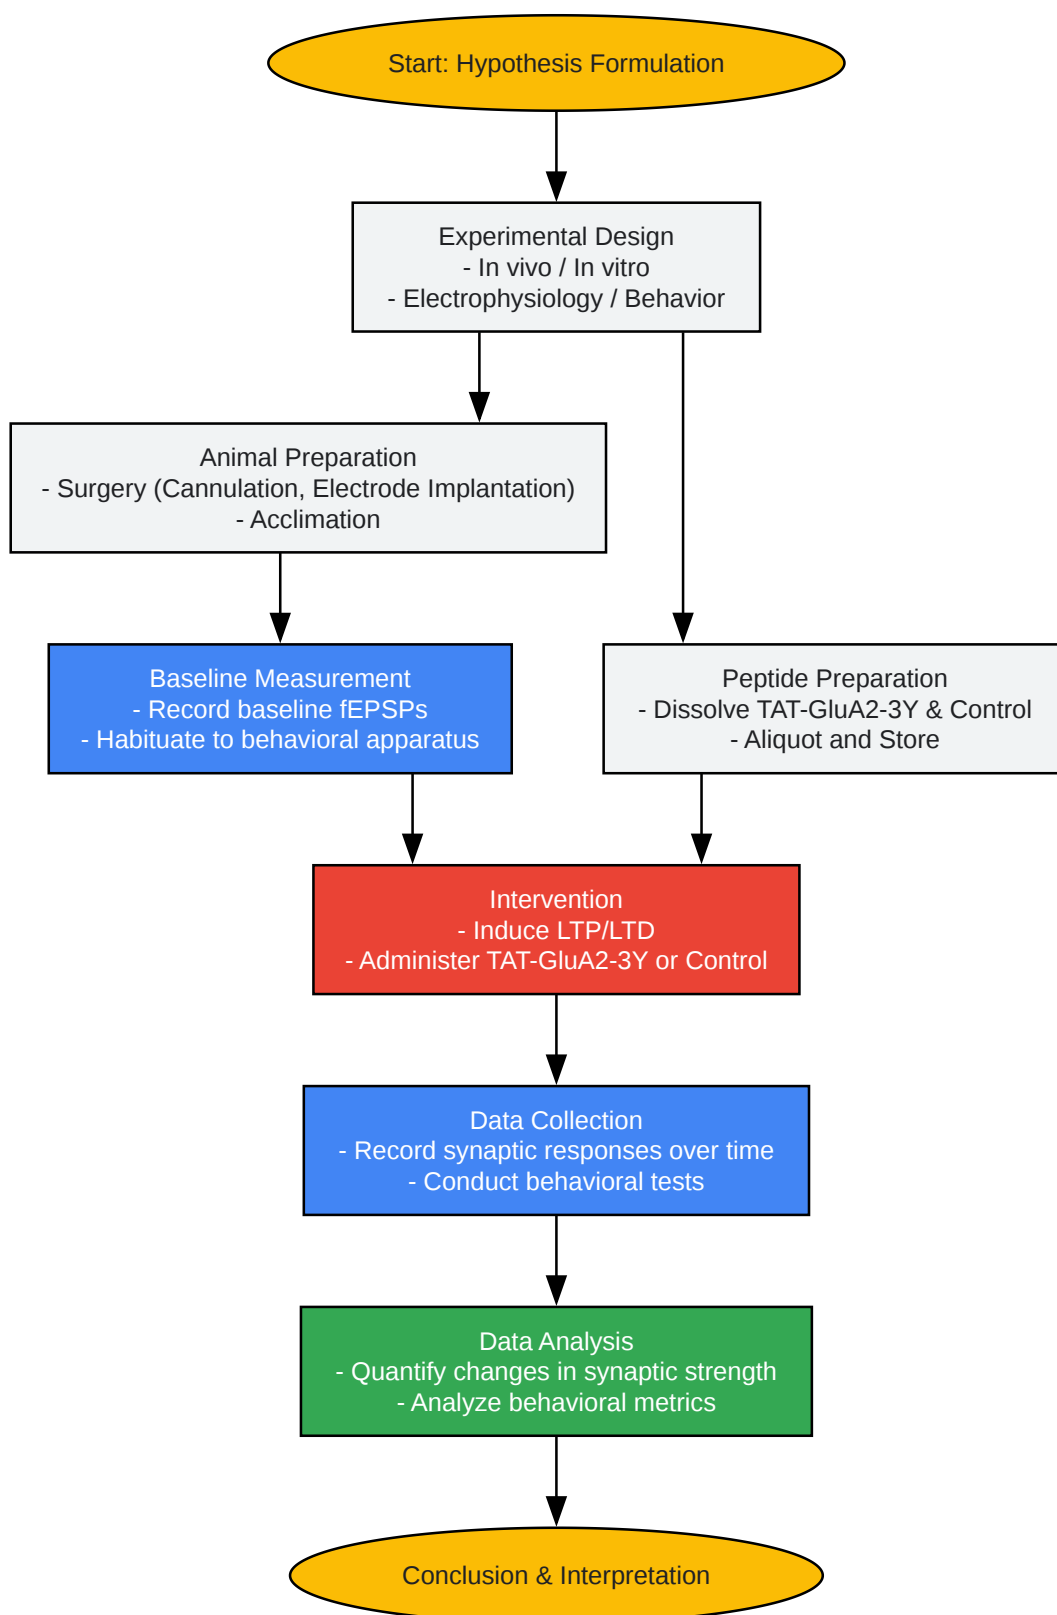 Start: Hypothesis Formulation
Experimental Design
- In vivo / In vitro
- Electrophysiology / Behavior
Animal Preparation
- Surgery (Cannulation, Electrode Implantation)
- Acclimation
Baseline Measurement
- Record baseline fEPSPs
- Habituate to behavioral apparatus
Peptide Preparation
- Dissolve TAT-GluA2-3Y & Control
- Aliquot and Store
Intervention
- Induce LTP/LTD
- Administer TAT-GluA2-3Y or Control
Data Collection
- Record synaptic responses over time
- Conduct behavioral tests
Data Analysis
- Quantify changes in synaptic strength
- Analyze behavioral metrics
Conclusion & Interpretation